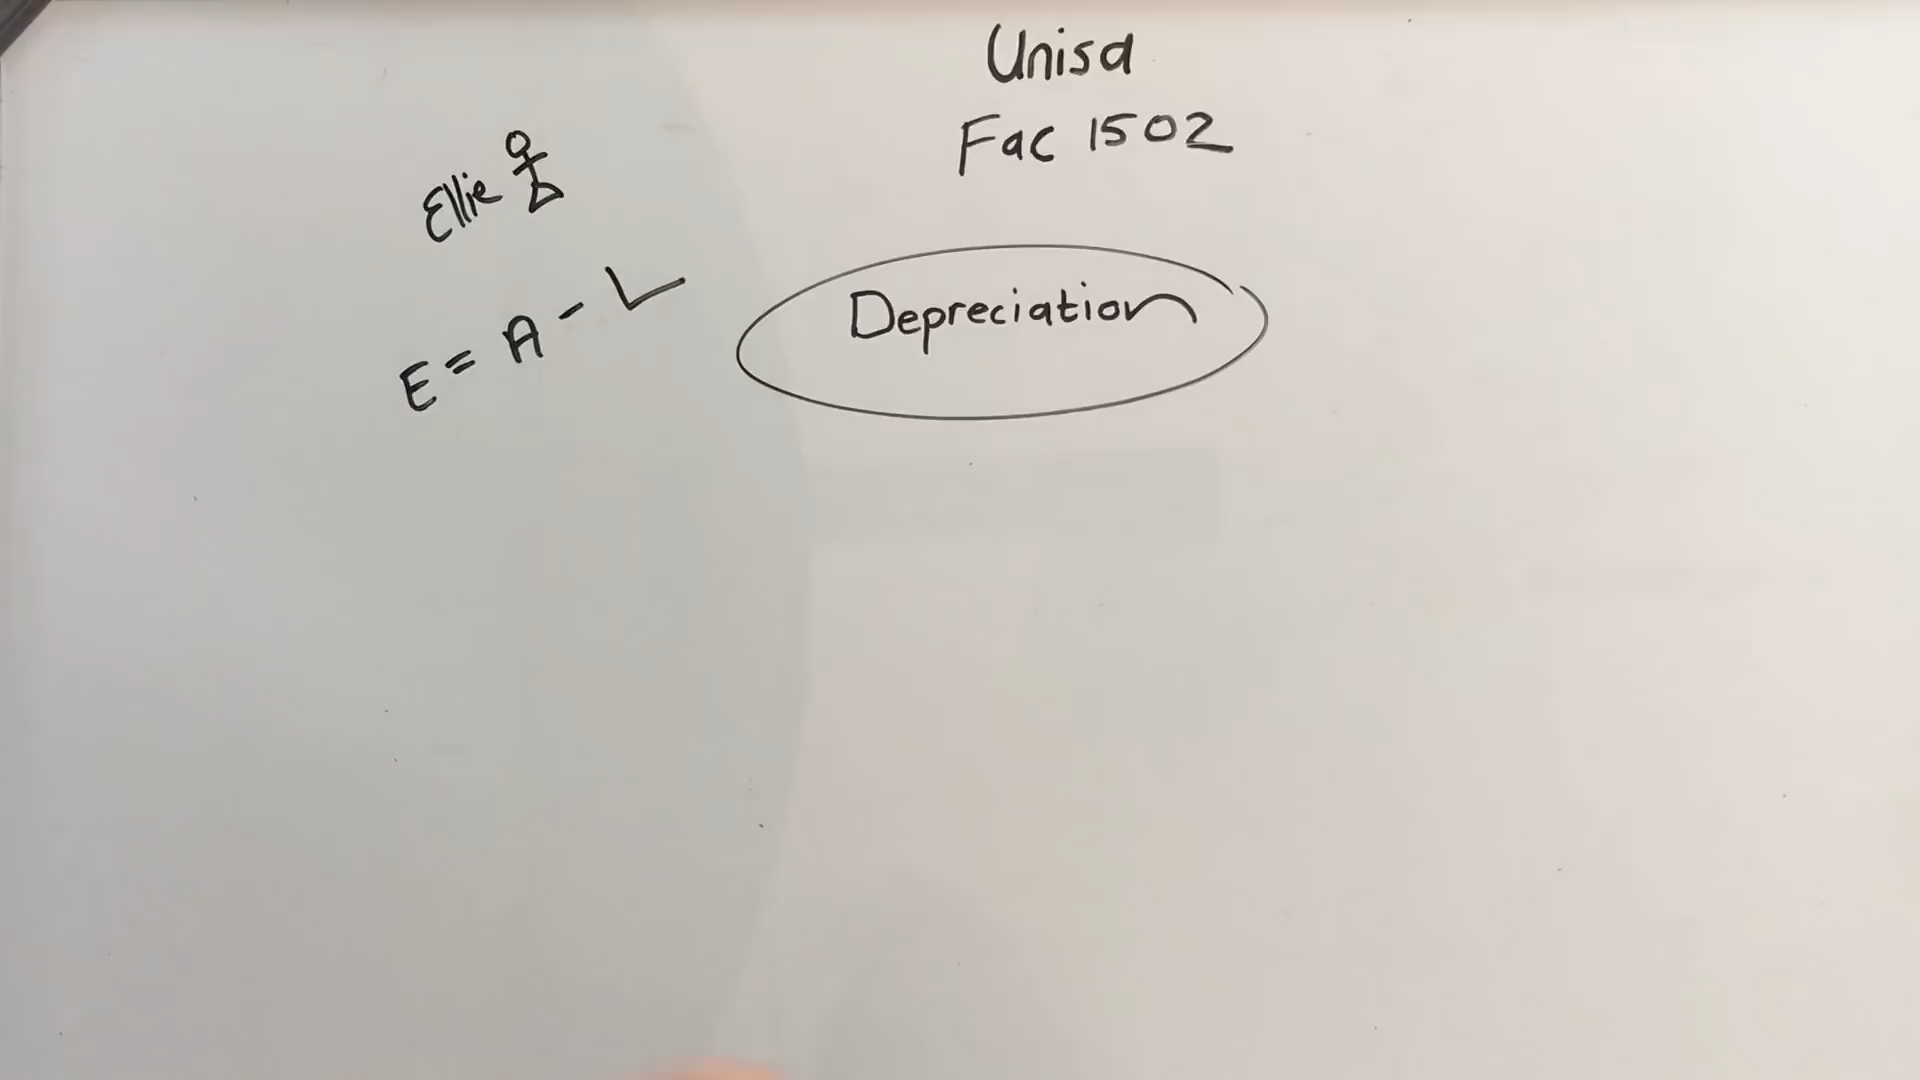 Unisa
Fac 1502
Ellie
E = A - L
Depreciation